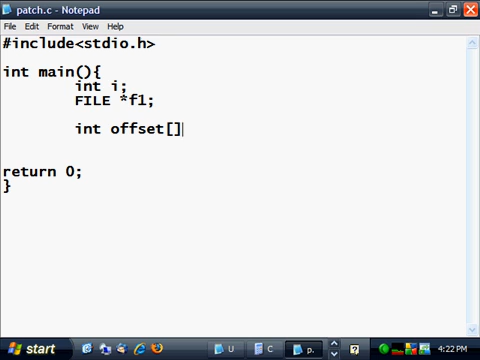 patch.c - Notepad
File Edit Format View Help
#include<stdio.h>
int main(){
int i;
FILE *f1;
int offset[]
return 0;
}
start
U
C
p.
?
4:22 PM